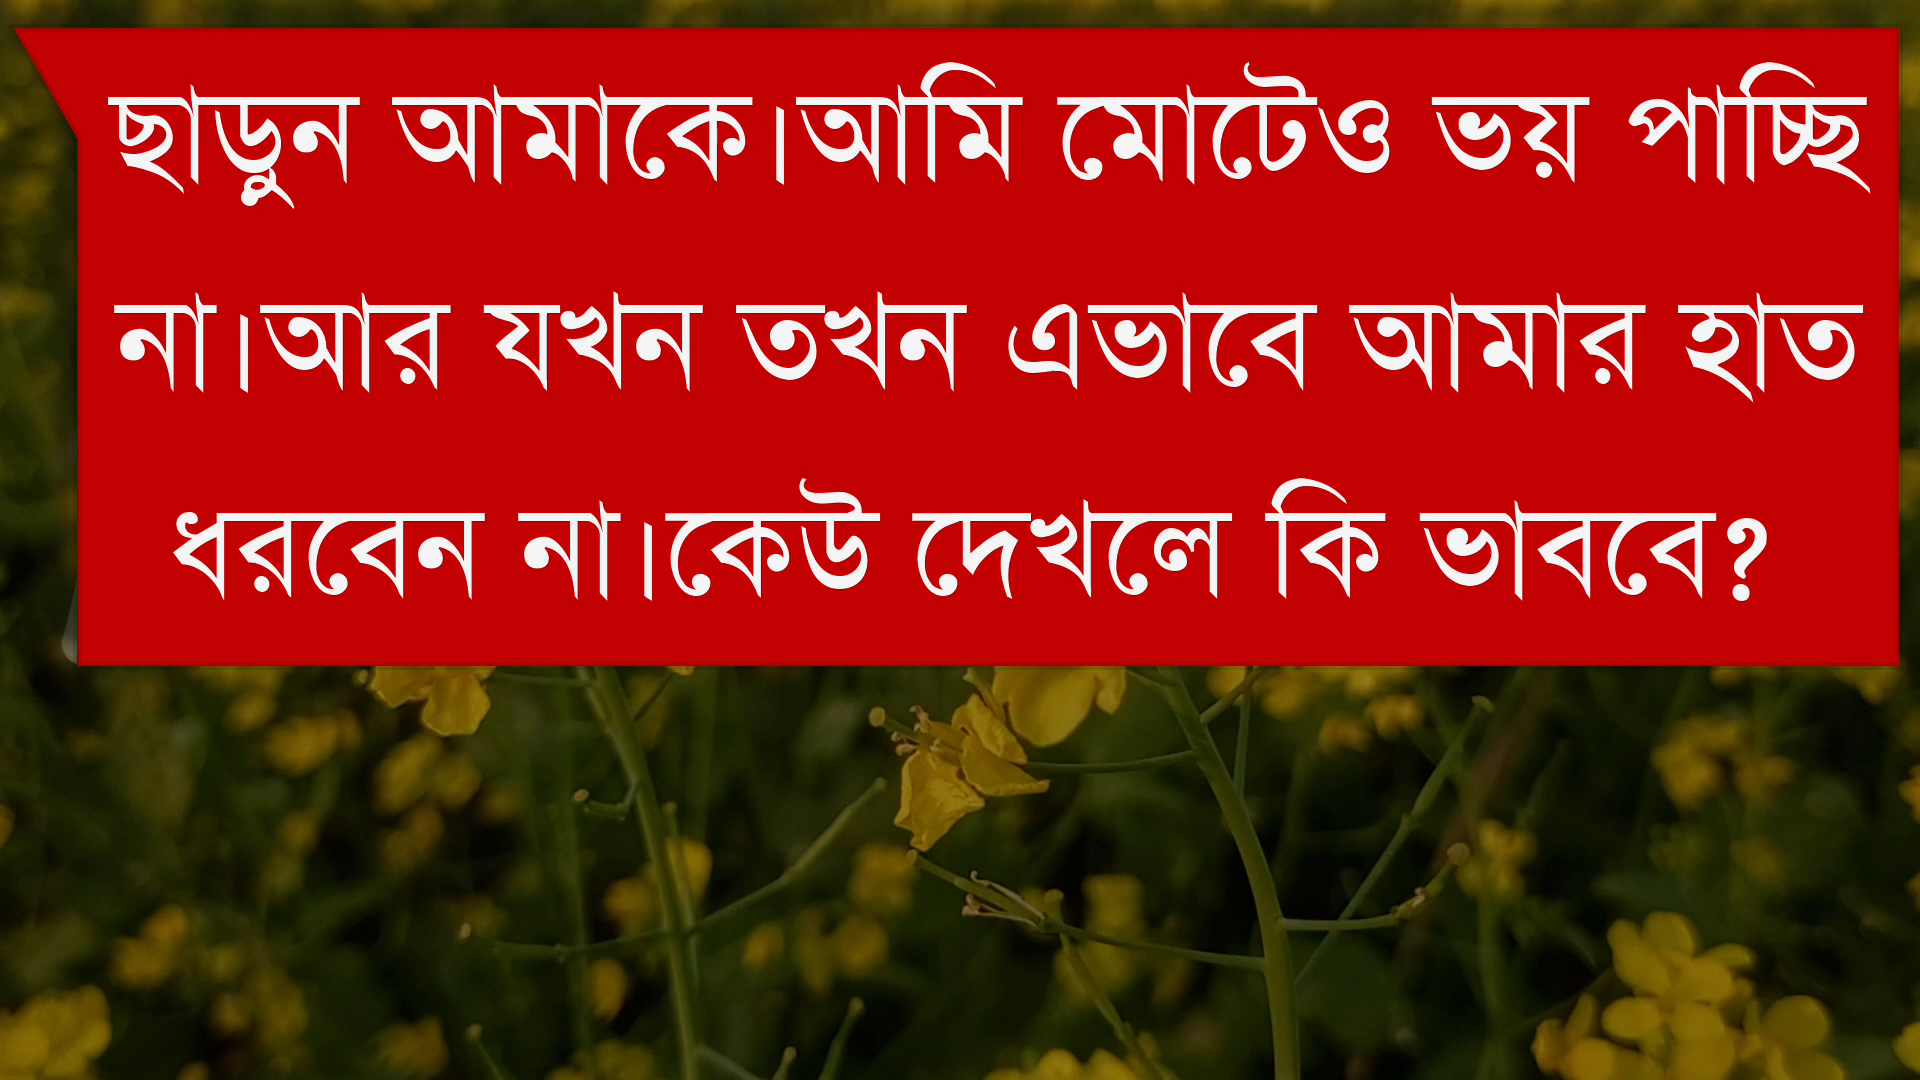 ছাড়ুন আমাকে।আমি মোটেও ভয় পাচ্ছি
না।আর যখন তখন এভাবে আমার হাত
ধরবেন না।কেউ দেখলে কি ভাববে?